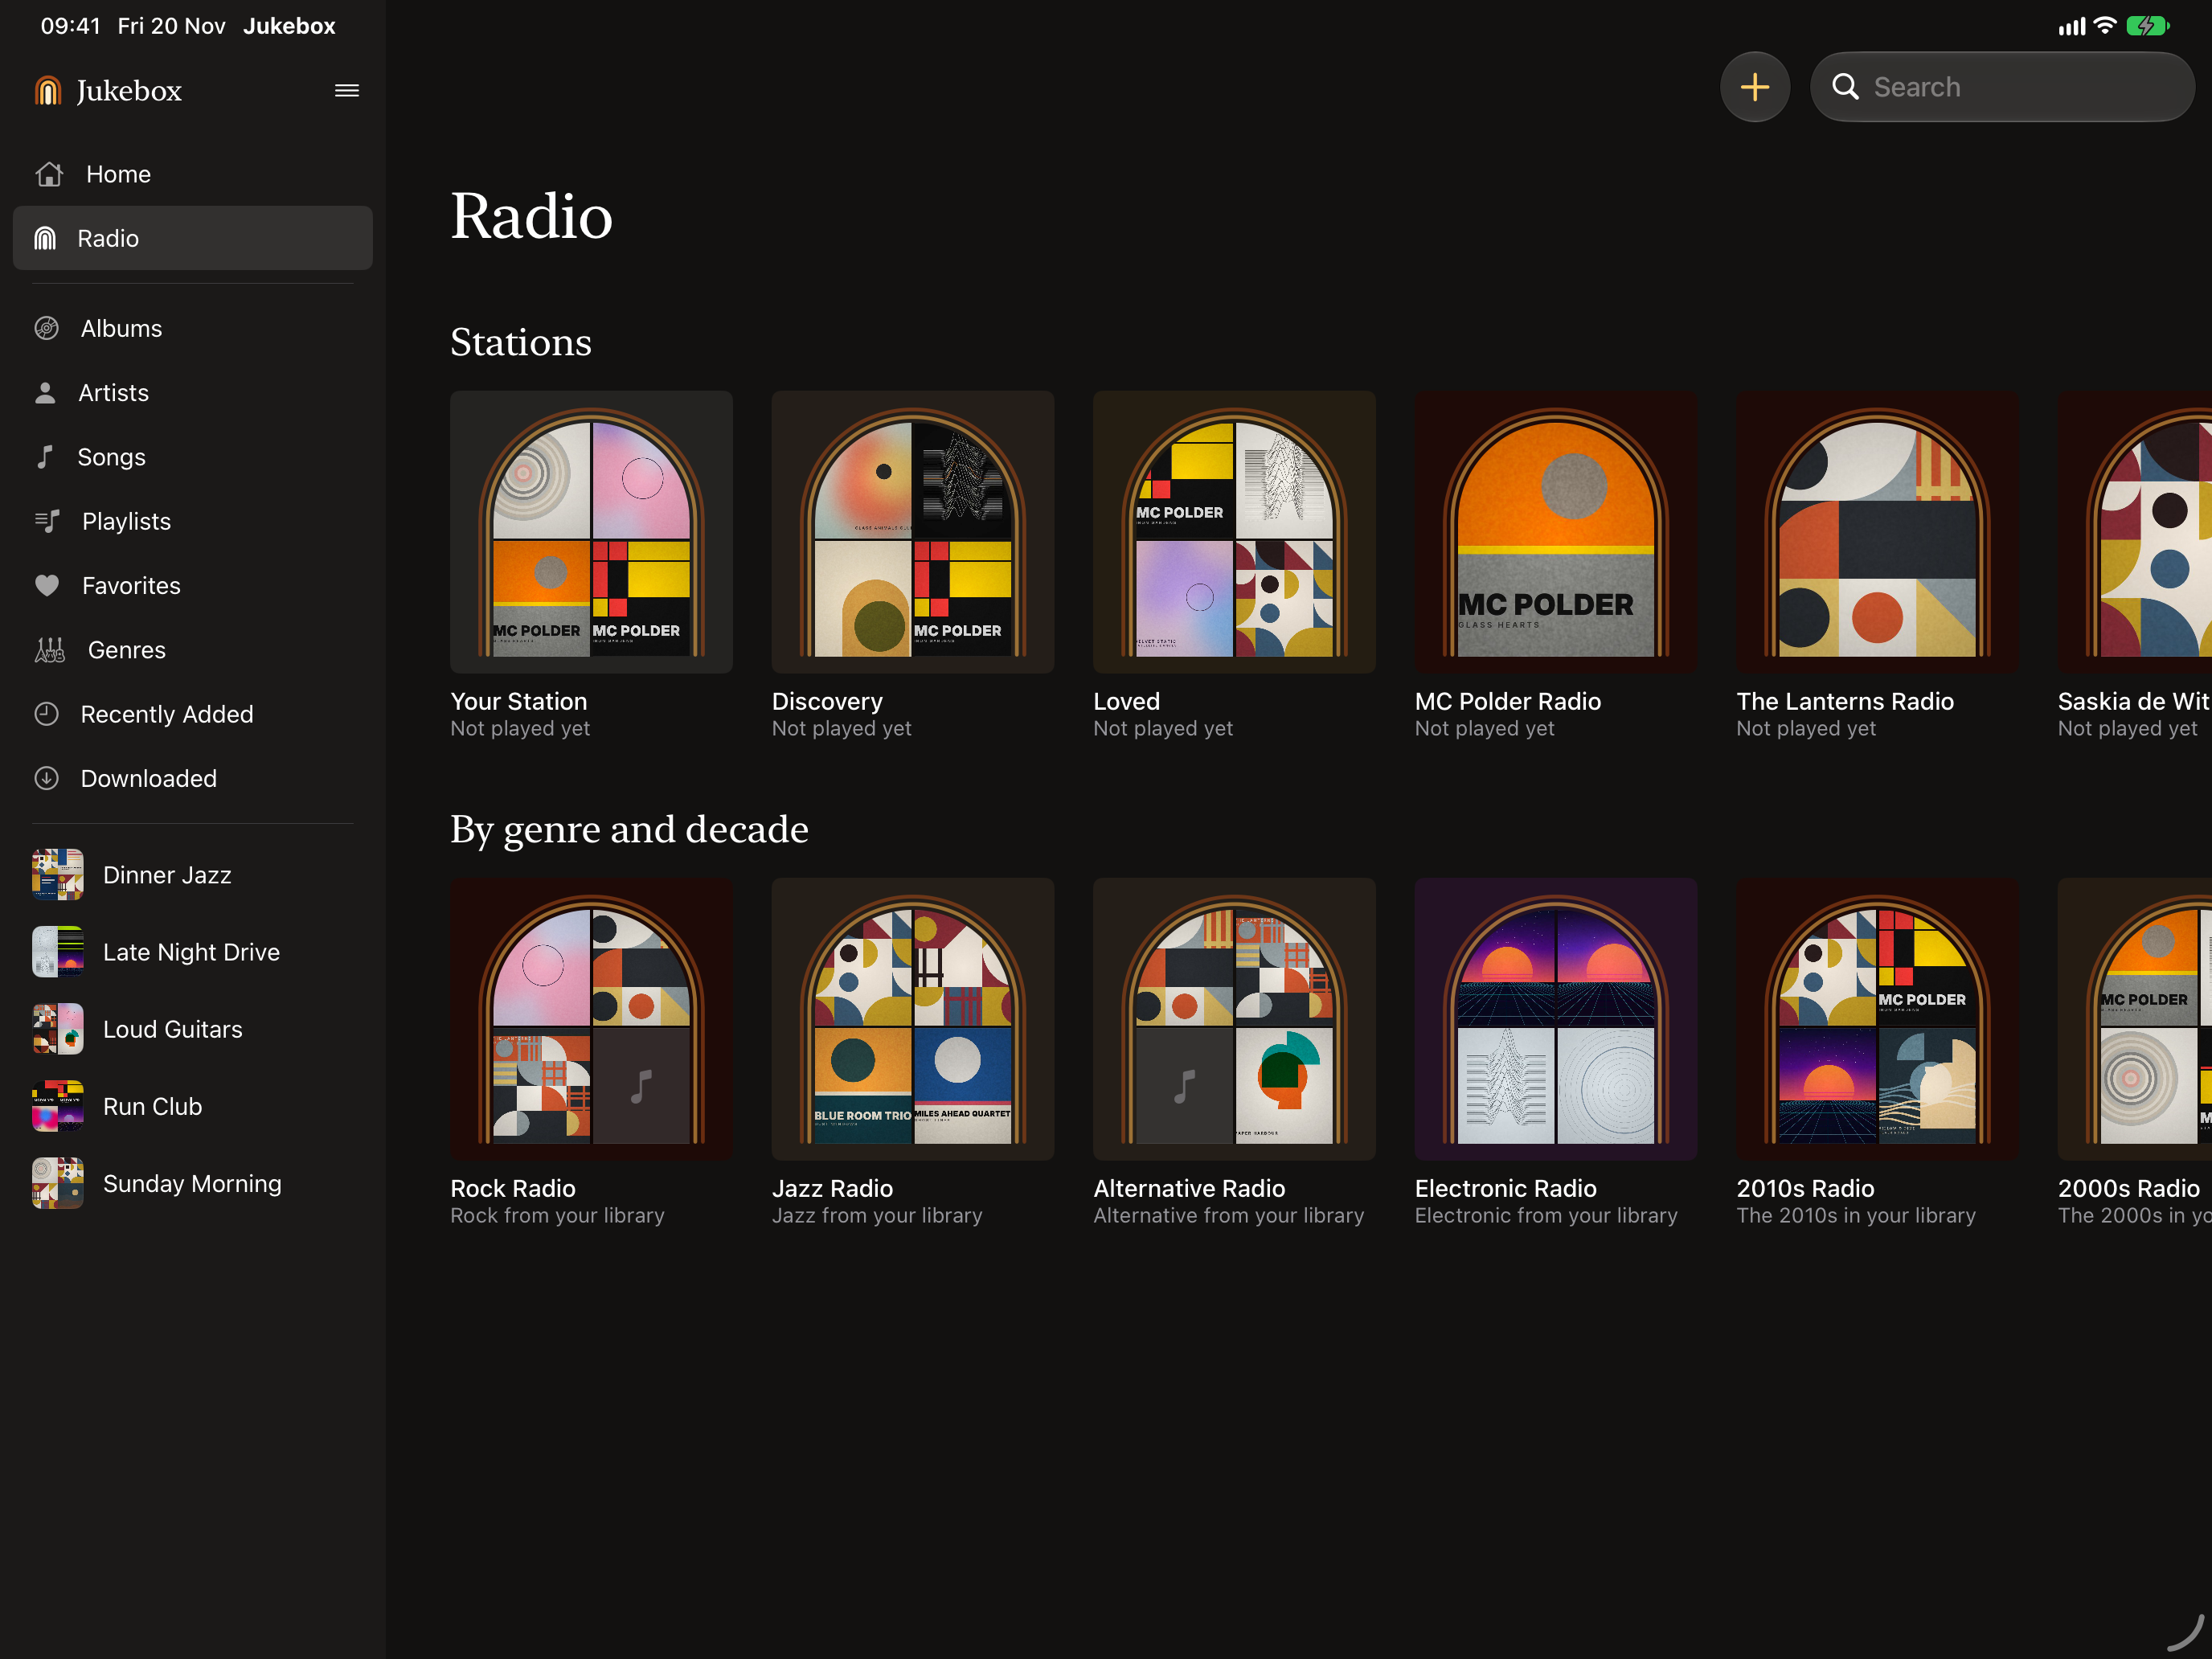 09:41 Fri 20 Nov Jukebox
Jukebox
Search
Home
Radio
Albums
Artists
Songs
Playlists
Favorites
Genres
Recently Added
Downloaded
Dinner Jazz
Late Night Drive
Loud Guitars
Run Club
Sunday Morning
Radio
Stations
MC POLDER
MC POLDER
MC POLDER
MC POLDER
MC POLDER
GLASS HEARTS
Your Station
Not played yet
Discovery
Not played yet
Loved
Not played yet
MC Polder Radio
Not played yet
The Lanterns Radio
Not played yet
Saskia de Wit
Not played yet
By genre and decade
BLUE ROOM TRIO
MILES AHEAD QUARTET
PAPER HARBOUR
MC POLDER
MC POLDER
Rock Radio
Rock from your library
Jazz Radio
Jazz from your library
Alternative Radio
Alternative from your library
Electronic Radio
Electronic from your library
2010s Radio
The 2010s in your library
2000s Radio
The 2000s in yo